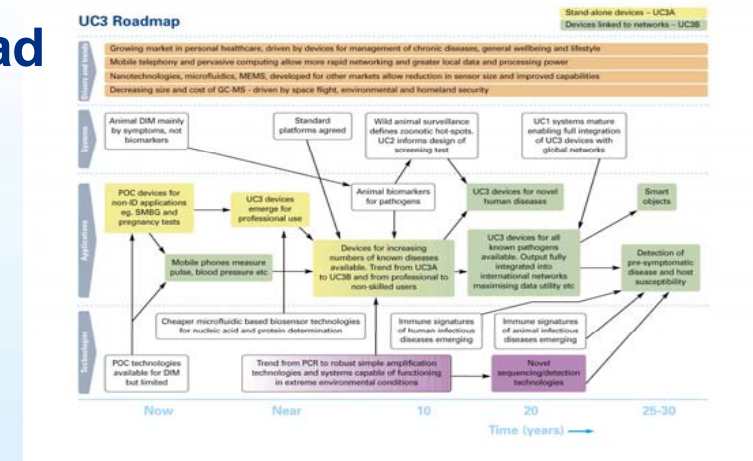 ad
UC3 Roadmap
Stand-alone devices – UC3A
Devices linked to networks – UC3B
Drivers and trends
Growing market in personal healthcare, driven by devices for management of chronic diseases, general wellbeing and lifestyle
Mobile telephony and pervasive computing allow more rapid networking and greater local data and processing power
Nanotechnologies, microfluidics, MEMS, developed for other markets allow reduction in sensor size and improved capabilities
Decreasing size and cost of GC-MS - driven by space flight, environmental and homeland security
Systems
Animal DIM mainly
by symptoms, not
biomarkers
Standard
platforms agreed
Wild animal surveillance
defines zoonotic hot-spots.
UC2 informs design of
screening test
UC1 systems mature
enabling full integration
of UC3 devices with
global networks
Applications
POC devices for
non-ID applications
eg. SMBG and
pregnancy tests
UC3 devices
emerge for
professional use
Animal biomarkers
for pathogens
UC3 devices for novel
human diseases
Smart
objects
Mobile phones measure
pulse, blood pressure etc
Devices for increasing
numbers of known diseases
available. Trend from UC3A
to UC3B and from professional to
non-skilled users
UC3 devices for all
known pathogens
available. Output fully
integrated into
international networks
maximising data utility etc
Detection of
pre-symptomatic
disease and host
susceptibility
Technologies
Cheaper microfluidic based biosensor technologies
for nucleic acid and protein determination
Immune signatures
of human infectious
diseases emerging
Immune signatures
of animal infectious
diseases emerging
POC technologies
available for DIM
but limited
Trend from PCR to robust simple amplification
technologies and systems capable of functioning
in extreme environmental conditions
Novel
sequencing/detection
technologies
Now
Near
10
20
25-30
Time (years)